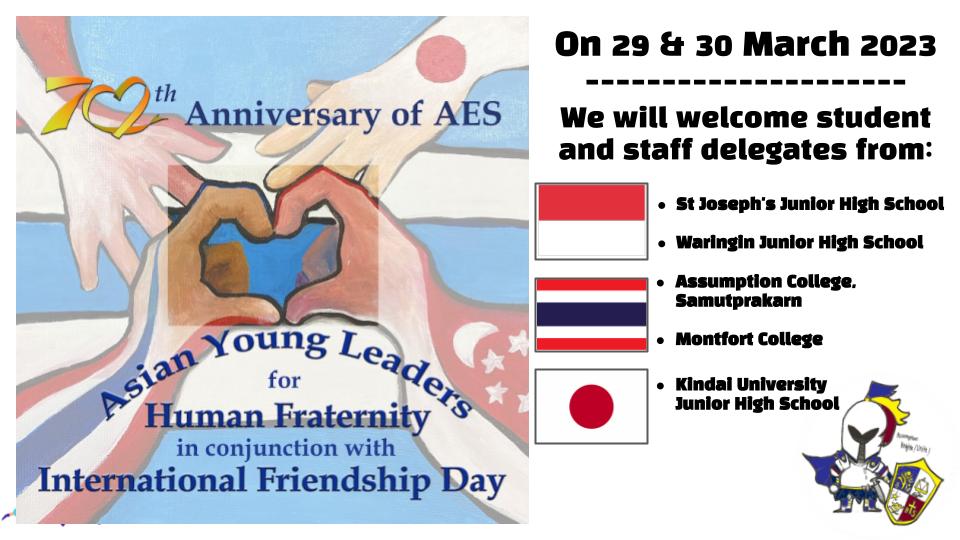 70th Anniversary of AES
Asian Young Leaders
for
Human Fraternity
in conjunction with
International Friendship Day
On 29 & 30 March 2023
---------------------
We will welcome student
and staff delegates from:
• St Joseph's Junior High School
• Waringin Junior High School
• Assumption College,
Samutprakarn
• Montfort College
• Kindai University
Junior High School
Assumption